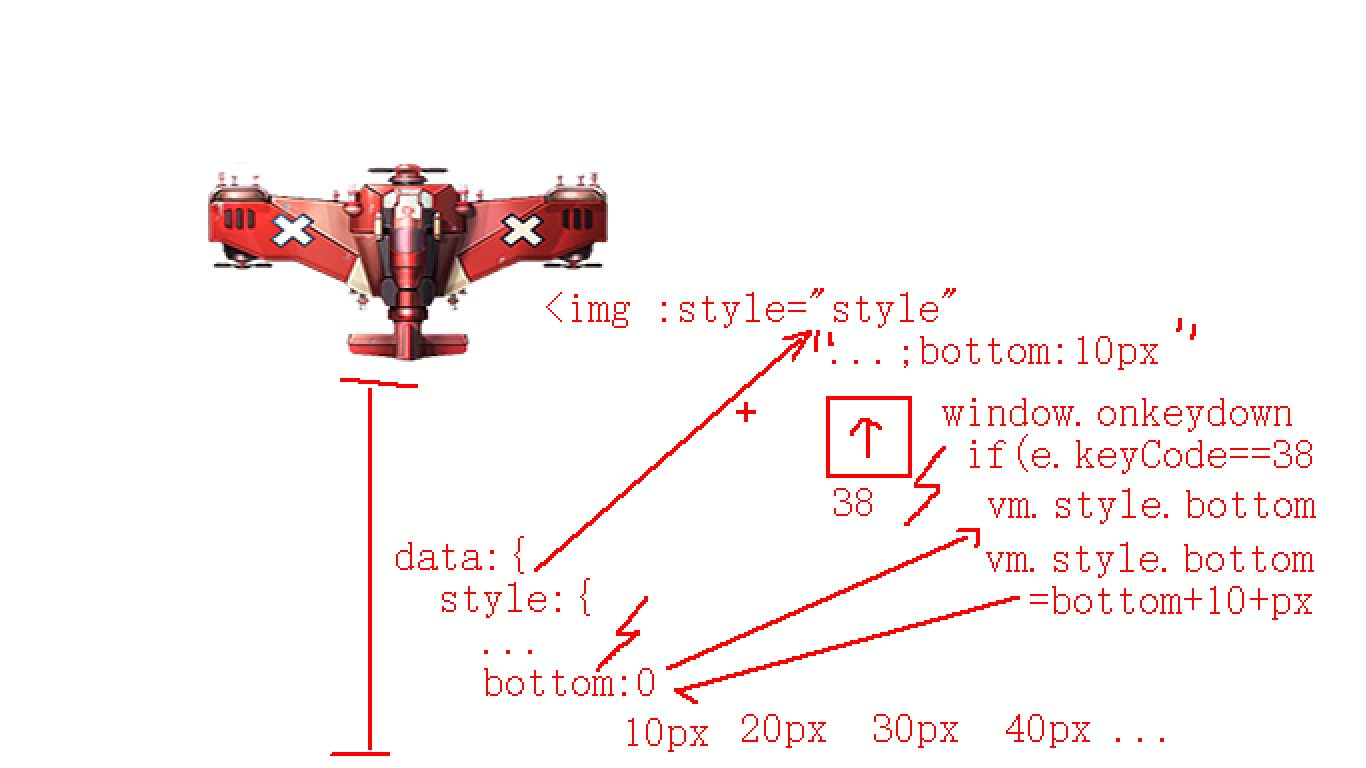 <img :style="style"
"'...;bottom:10px '"
+
window.onkeydown
if(e.keyCode==38
38
vm.style.bottom
data:{
vm.style.bottom
style:{
=bottom+10+px
...
bottom:0
10px 20px 30px 40px ...